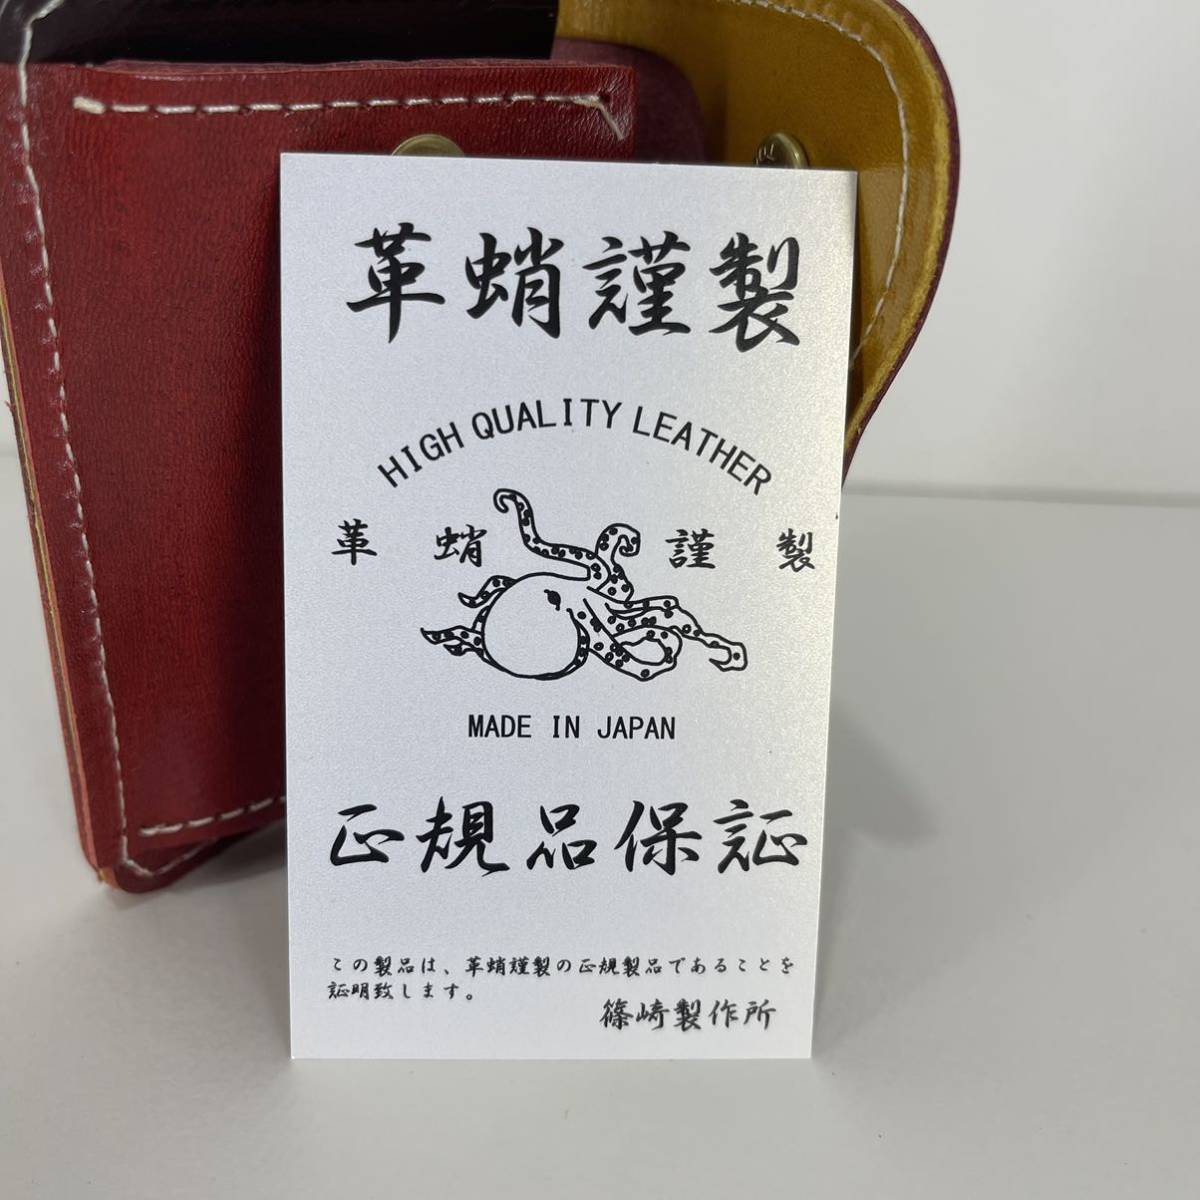 革蛸謹製
HIGH QUALITY LEATHER
革蛸謹製
MADE IN JAPAN
正規品保証
この製品は、革蛸謹製の正規製品であることを
証明致します。
篠崎製作所